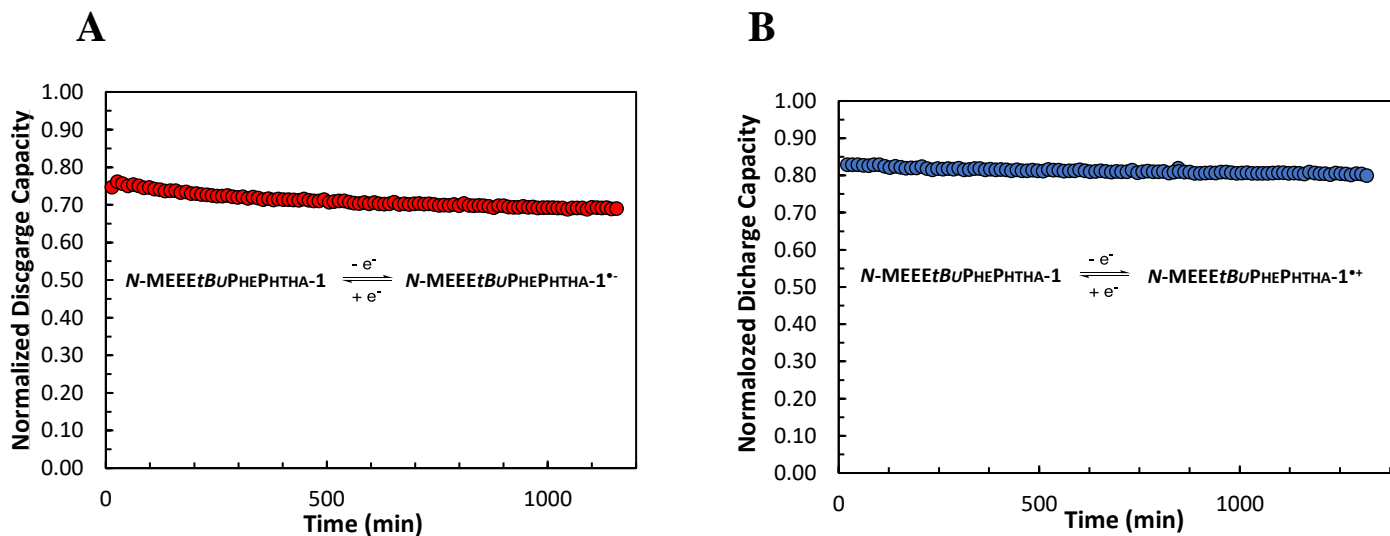 A
Normalized Discgarge Capacity
1.00
0.90
0.80
0.70
0.60
0.50
0.40
0.30
0.20
0.10
0.00
- e⁻
N-MEEEtBUPHEPHTHA-1 ⇌ N-MEEEtBUPHEPHTHA-1•-
+ e⁻
0 500 1000
Time (min)
B
Normalozed Dicharge Capacity
1.00
0.90
0.80
0.70
0.60
0.50
0.40
0.30
0.20
0.10
0.00
- e⁻
N-MEEEtBUPHEPHTHA-1 ⇌ N-MEEEtBUPHEPHTHA-1•+
+ e⁻
0 500 1000
Time (min)